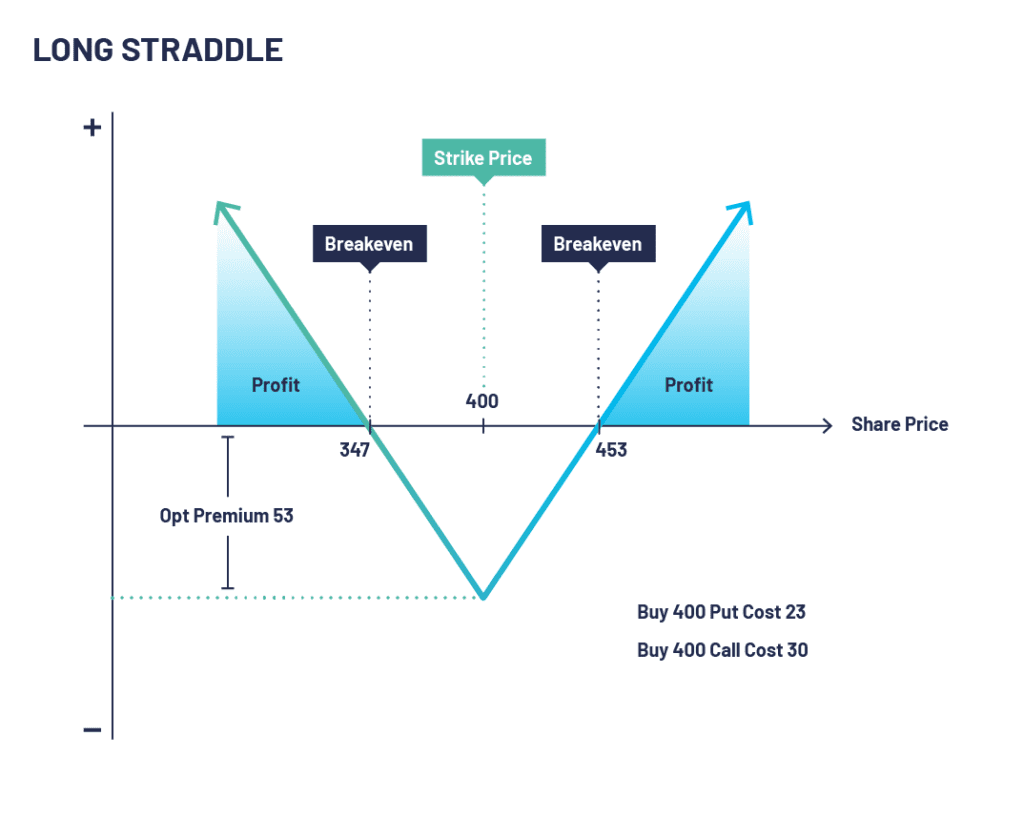 LONG STRADDLE
+
Strike Price
Breakeven
Breakeven
Profit
Profit
400
Share Price
347
453
Opt Premium 53
Buy 400 Put Cost 23
Buy 400 Call Cost 30
−